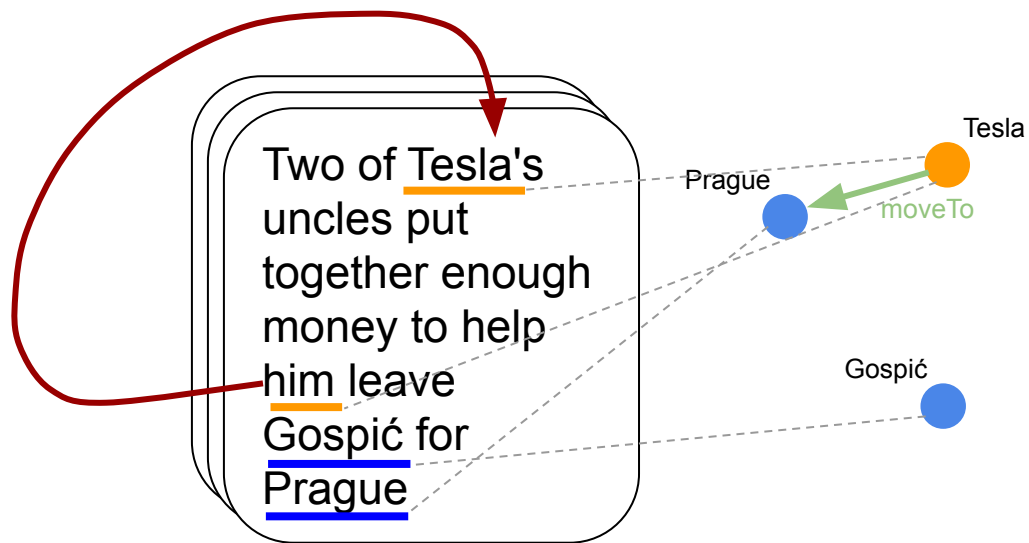 Two of Tesla's
uncles put
together enough
money to help
him leave
Gospić for
Prague
Tesla
Prague
moveTo
Gospić